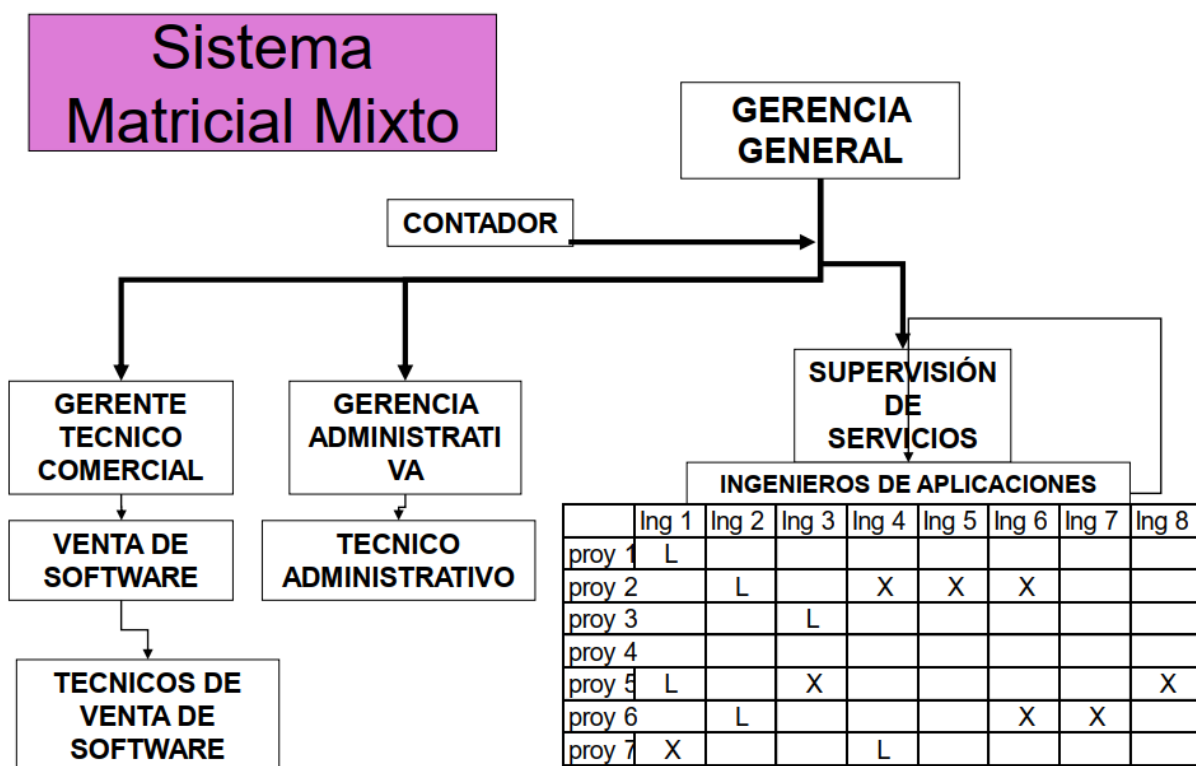 Sistema
Matricial Mixto
GERENCIA
GENERAL
CONTADOR
GERENTE
TECNICO
COMERCIAL
GERENCIA
ADMINISTRATI
VA
SUPERVISIÓN
DE
SERVICIOS
VENTA DE
SOFTWARE
TECNICO
ADMINISTRATIVO
TECNICOS DE
VENTA DE
SOFTWARE
INGENIEROS DE APLICACIONES
Ing 1 Ing 2 Ing 3 Ing 4 Ing 5 Ing 6 Ing 7 Ing 8
proy 1 L
proy 2 L X X X
proy 3 L
proy 4
proy 5 L X X
proy 6 L X X
proy 7 X L